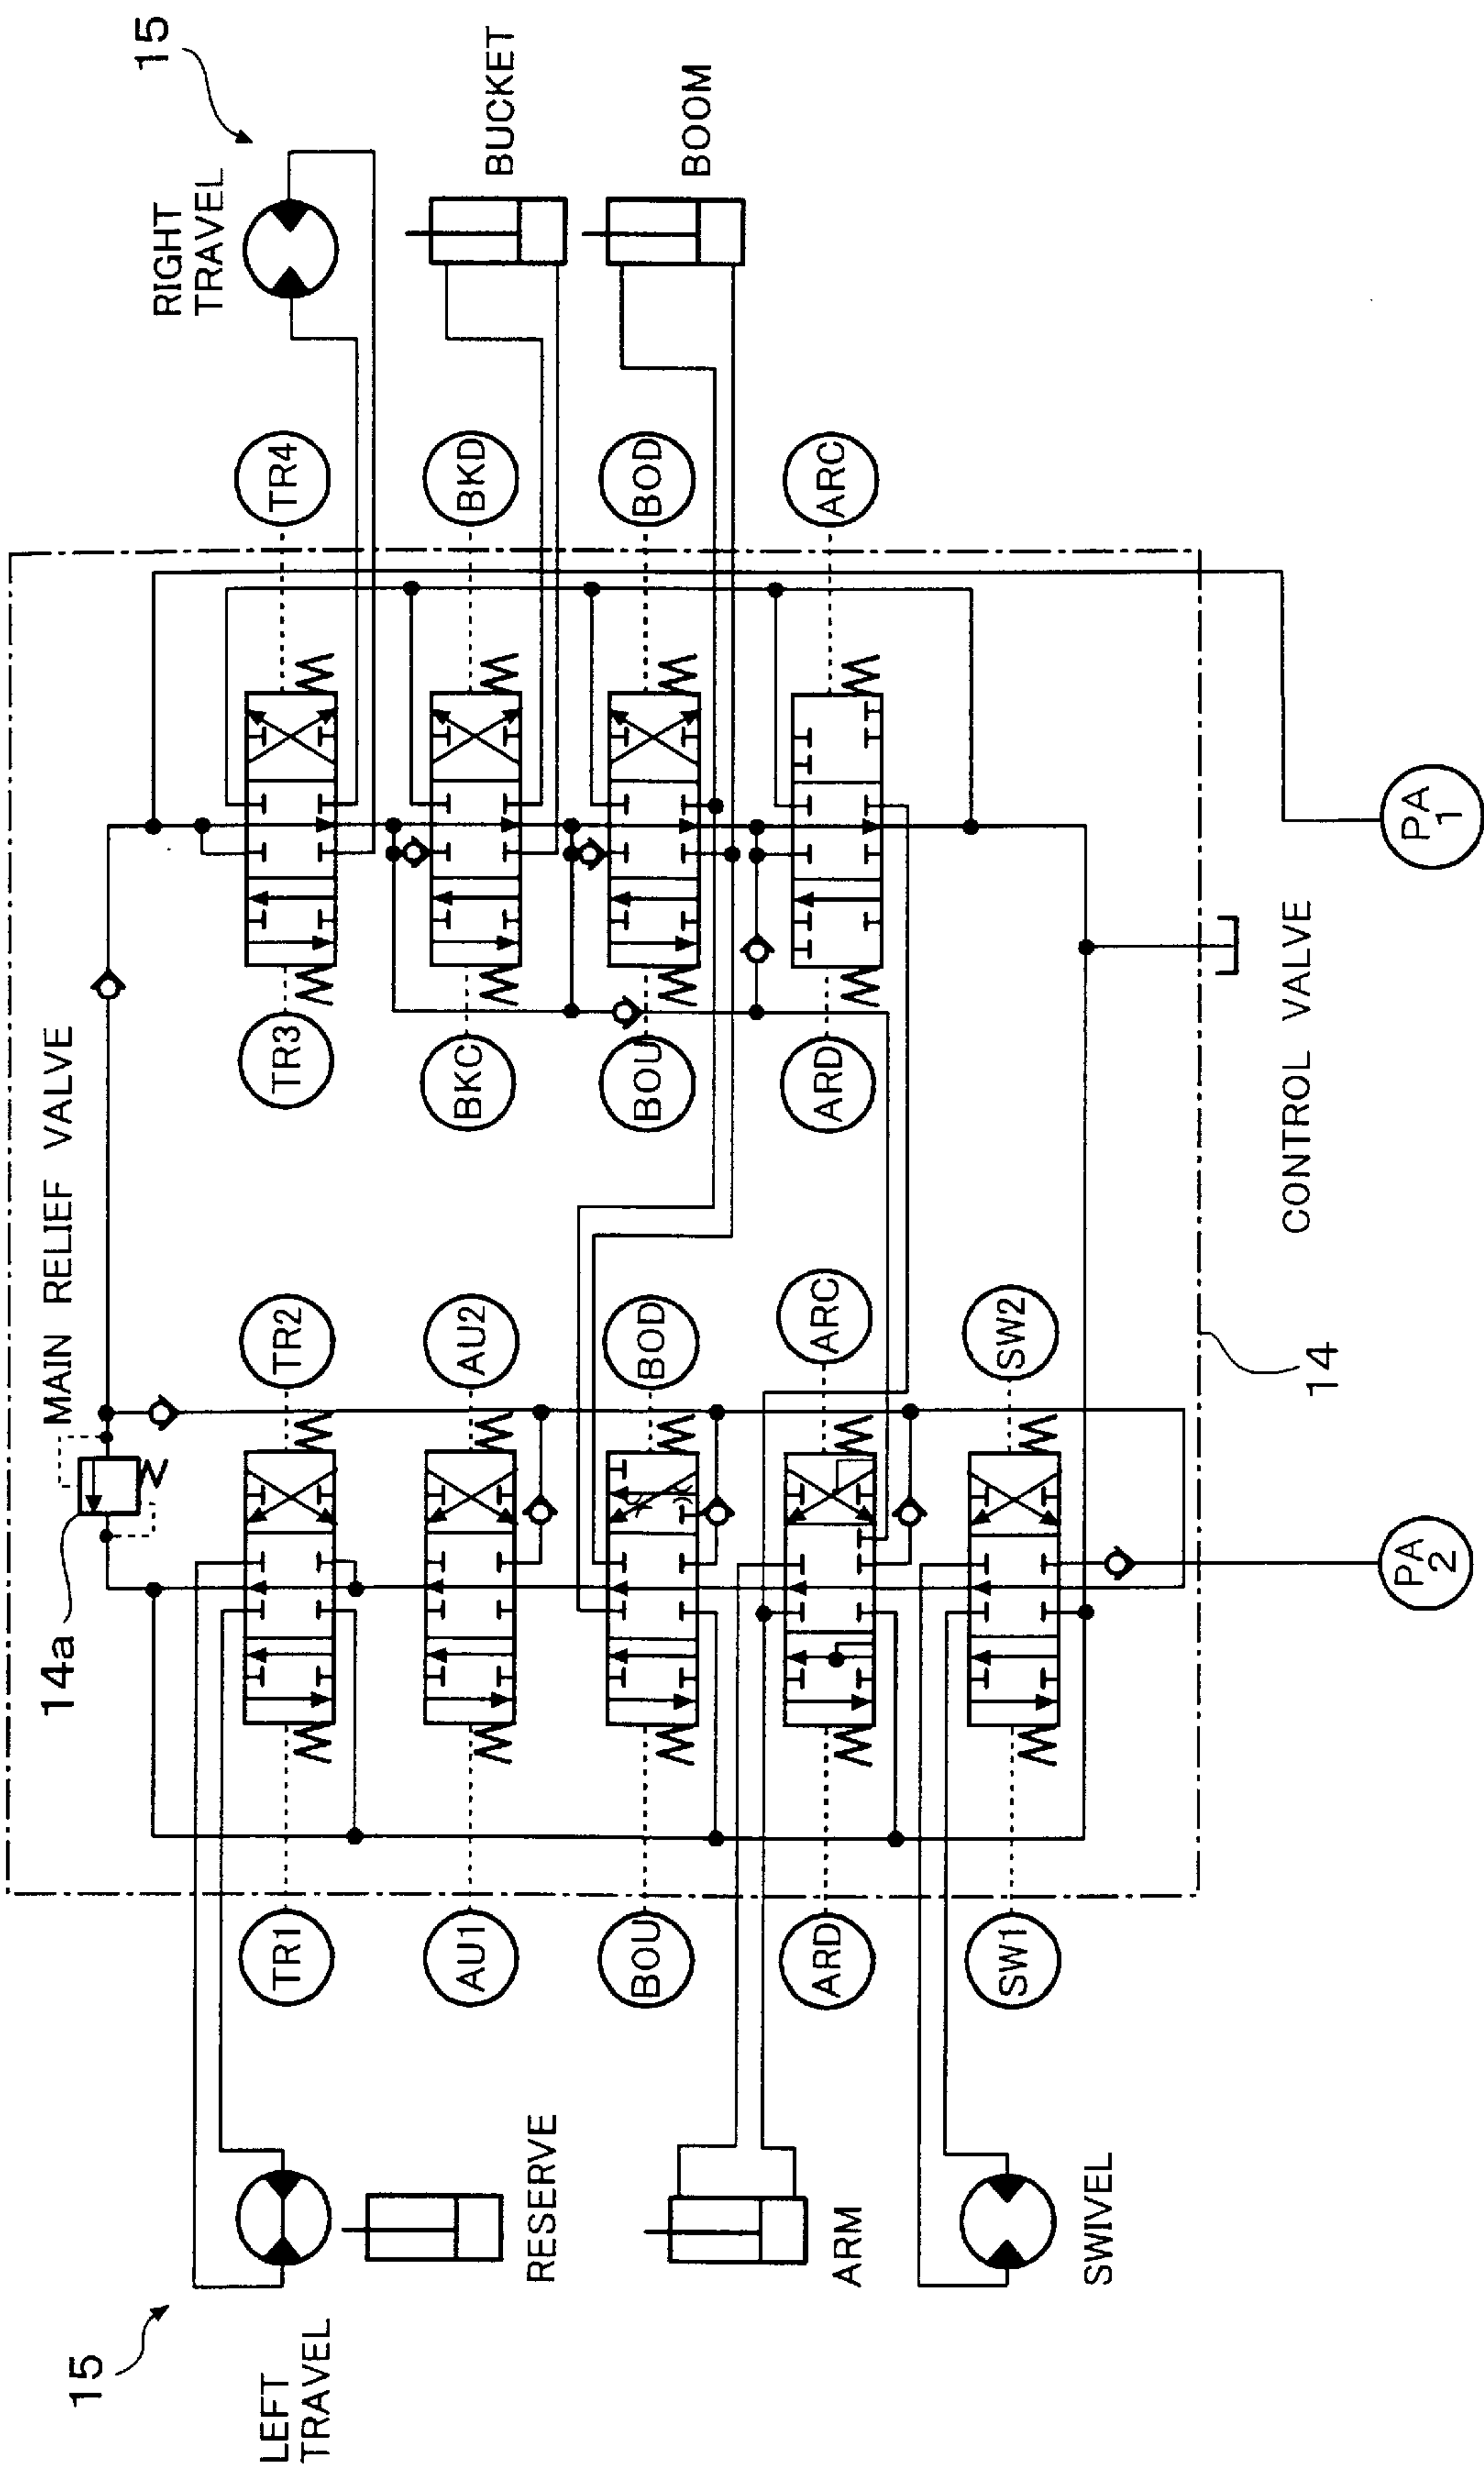 15
LEFT
TRAVEL
RESERVE
ARM
SWIVEL
14a
MAIN RELIEF VALVE
TR1
TR2
AU1
AU2
BOU
BOD
ARD
ARC
SW1
SW2
TR3
TR4
BKC
BKD
BOU
BOD
ARD
ARC
15
RIGHT
TRAVEL
BUCKET
BOOM
14
CONTROL VALVE
PA
2
PA
1